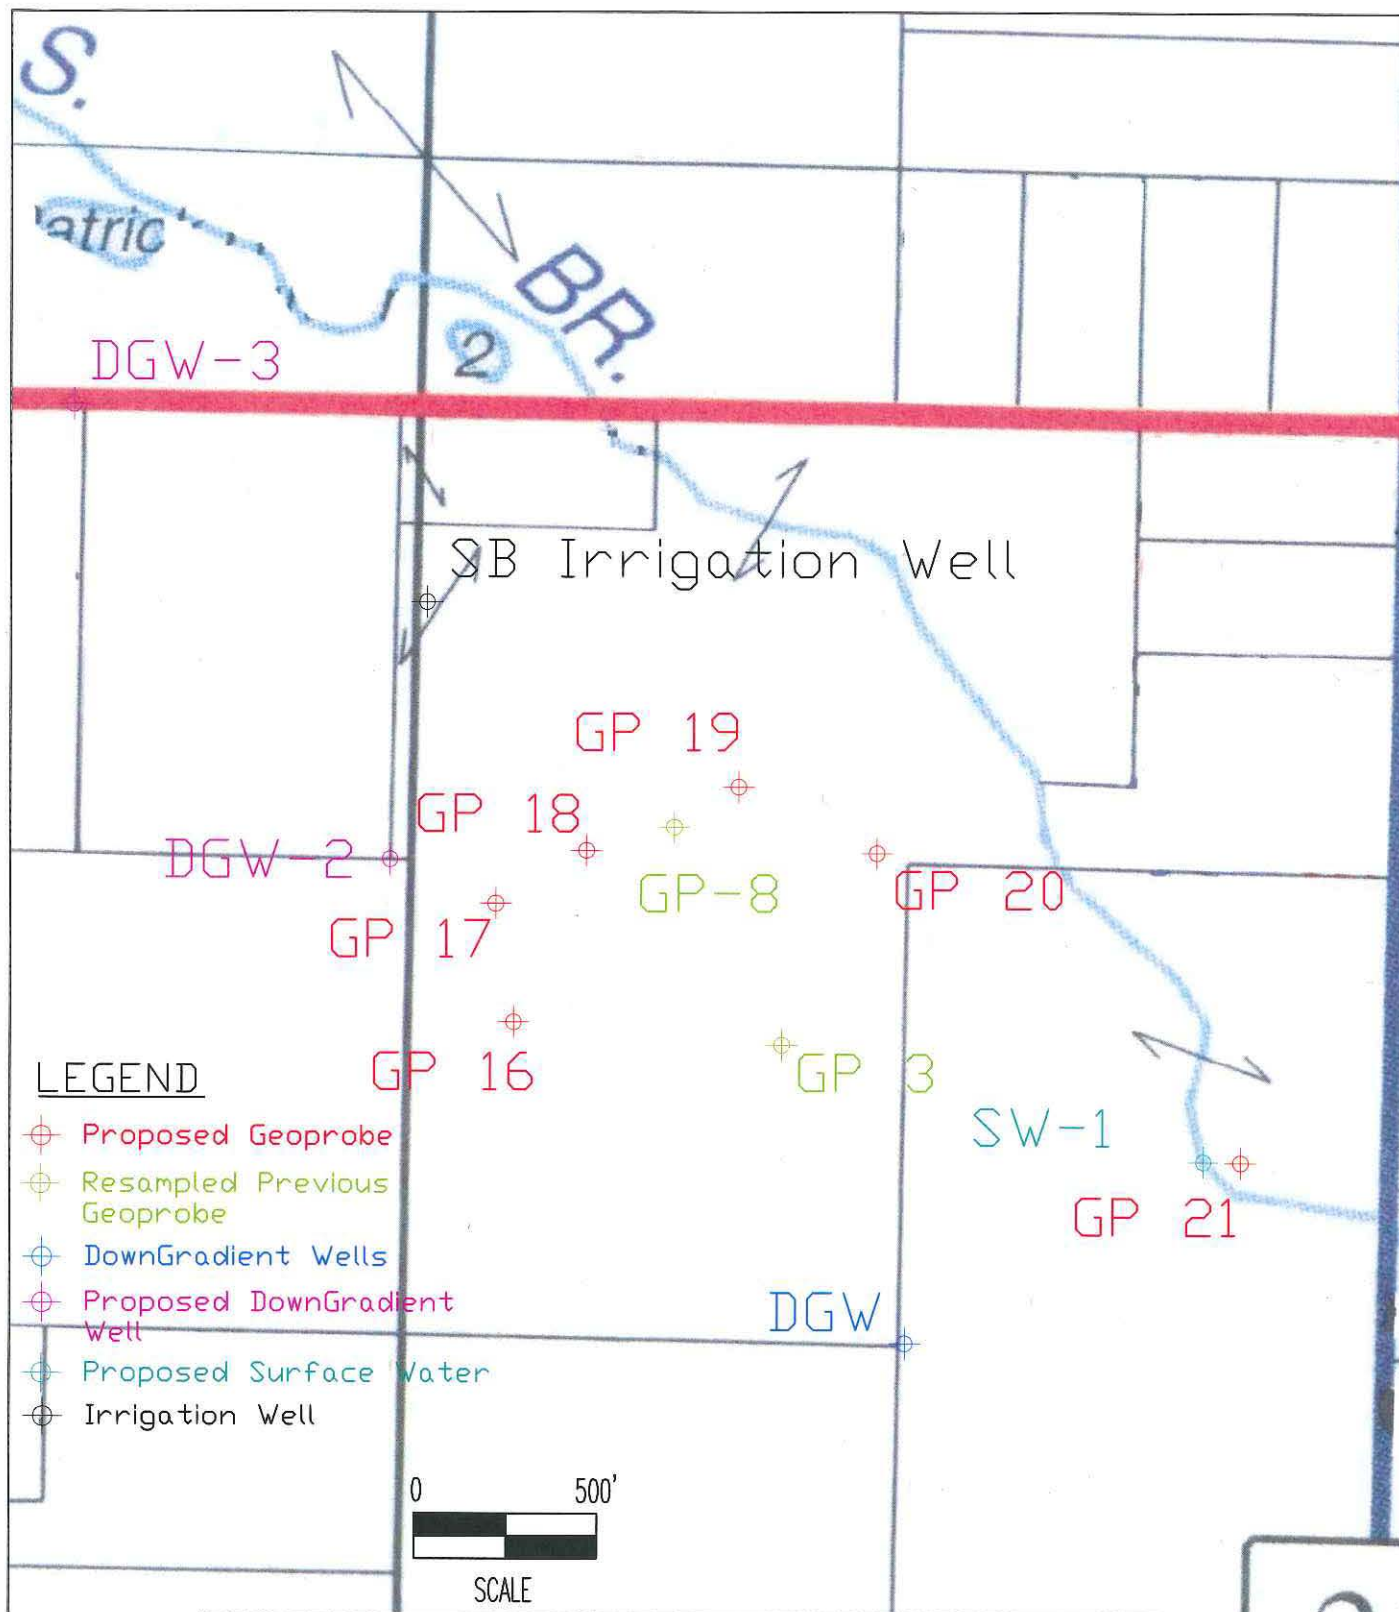 S.
atric
BR.
2
DGW-3
SB Irrigation Well
GP 19
GP 18
DGW-2
GP-8
GP 20
GP 17
GP 16
GP 3
LEGEND
Proposed Geoprobe
Resampled Previous
Geoprobe
DownGradient Wells
Proposed DownGradient
Well
Proposed Surface Water
Irrigation Well
SW-1
GP 21
DGW
0 500'
SCALE